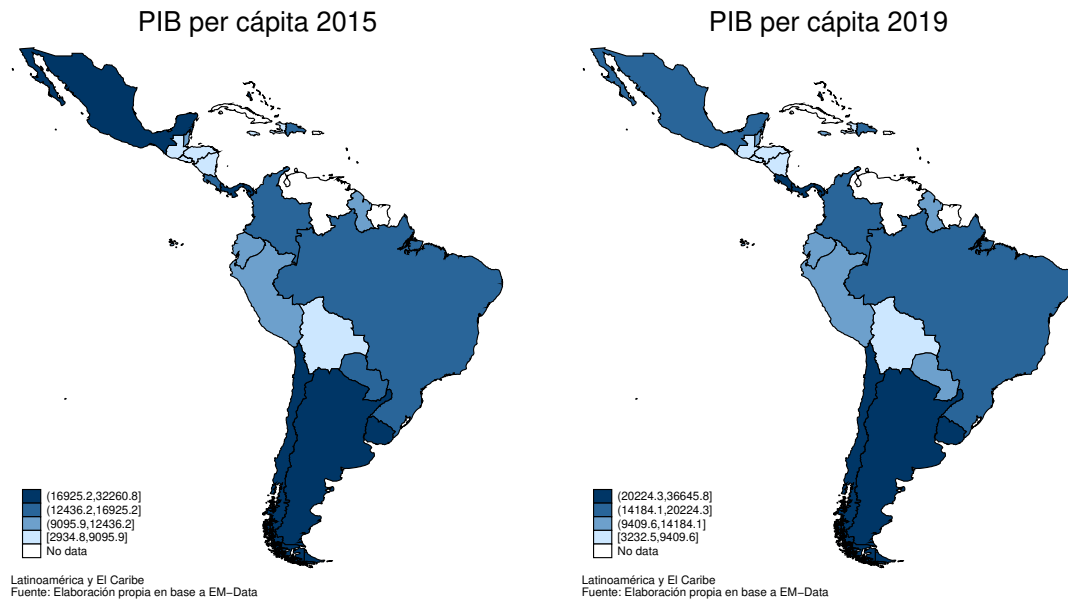 PIB per cápita 2015
(16925.2,32260.8]
(12436.2,16925.2]
(9095.9,12436.2]
[2934.8,9095.9]
No data
Latinoamérica y El Caribe
Fuente: Elaboración propia en base a EM−Data
PIB per cápita 2019
(20224.3,36645.8]
(14184.1,20224.3]
(9409.6,14184.1]
[3232.5,9409.6]
No data
Latinoamérica y El Caribe
Fuente: Elaboración propia en base a EM−Data